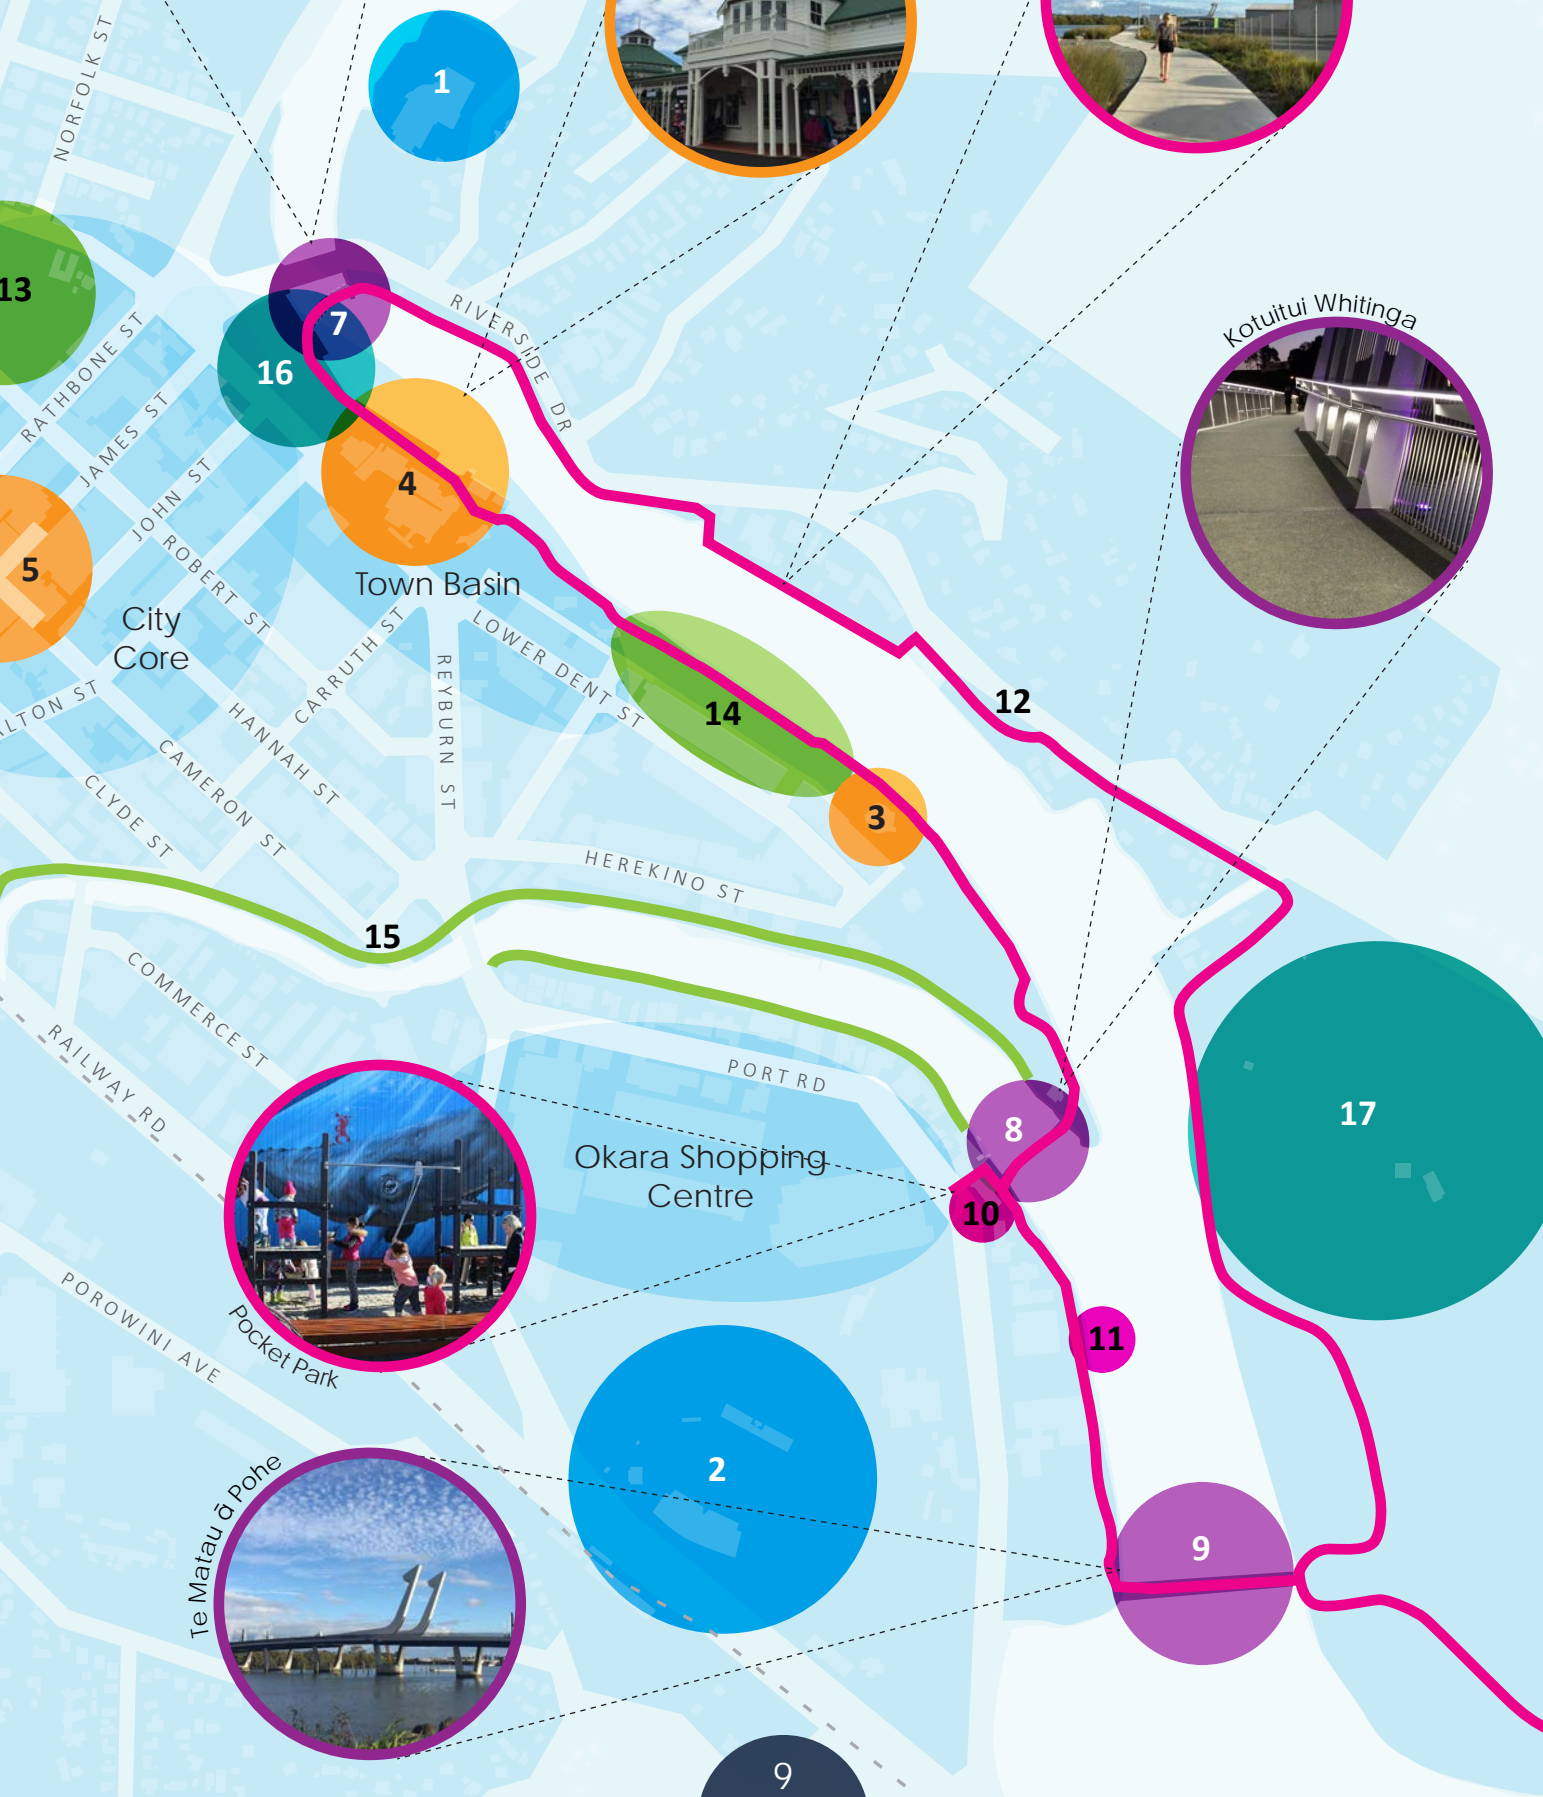 NORFOLK ST
1
13
7
RIVERSIDE DR
Kotuitui Whitinga
16
RATHBONE ST
JAMES ST
4
JOHN ST
5
ROBERT ST
Town Basin
City
Core
CARRUTH ST
LOWER DENT ST
REYBURN ST
ALTON ST
HANNAH ST
14
12
CAMERON ST
CLYDE ST
3
HEREKINO ST
15
COMMERCE ST
RAILWAY RD
PORT RD
17
8
Okara Shopping
Centre
10
POROWINI AVE
Pocket Park
11
2
Te Matau ā Pohe
9
9